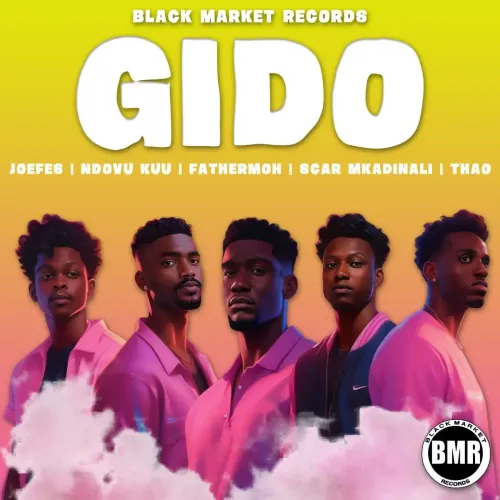 BLACK MARKET RECORDS
GIDO
JOEFES | NDOVU KUU | FATHERMOH | SCAR MKADINALI | THAO
BLACK MARKET
BMR
RECORDS